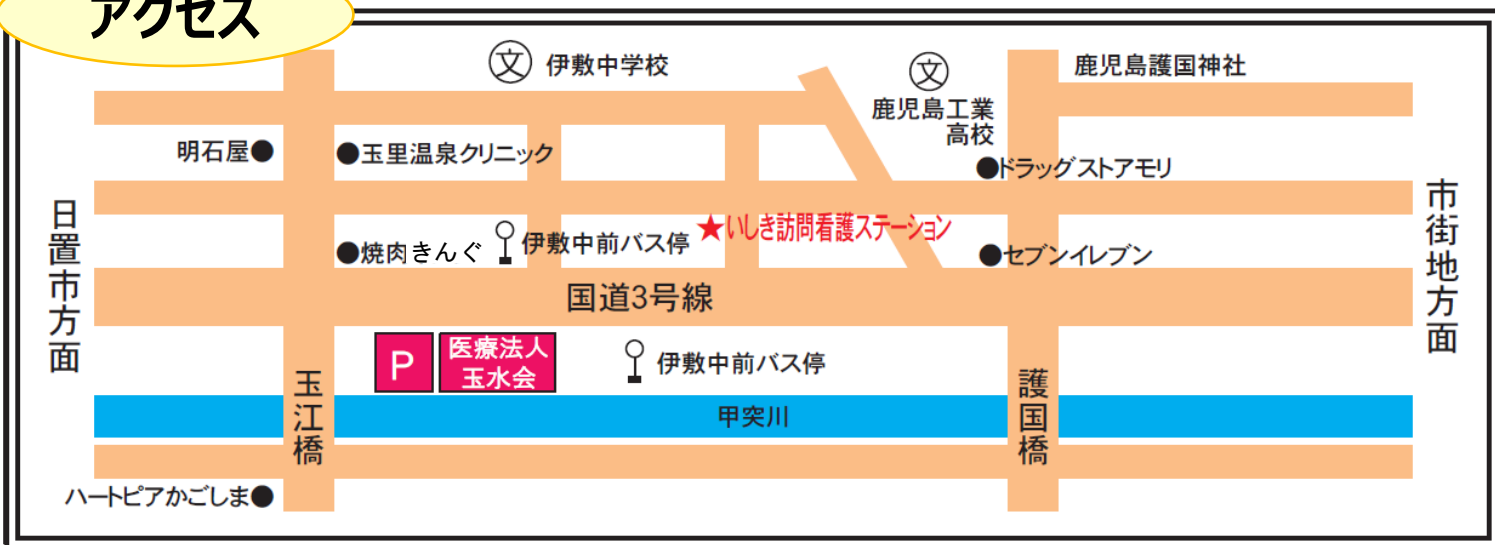 アクセス
文 伊敷中学校
文
鹿児島工業
高校
鹿児島護国神社
明石屋
玉里温泉クリニック
ドラッグストアモリ
日置市方面
市街地方面
焼肉きんぐ
伊敷中前バス停
★いしき訪問看護ステーション
セブンイレブン
国道3号線
P
医療法人
玉水会
伊敷中前バス停
玉江橋
護国橋
甲突川
ハートピアかごしま